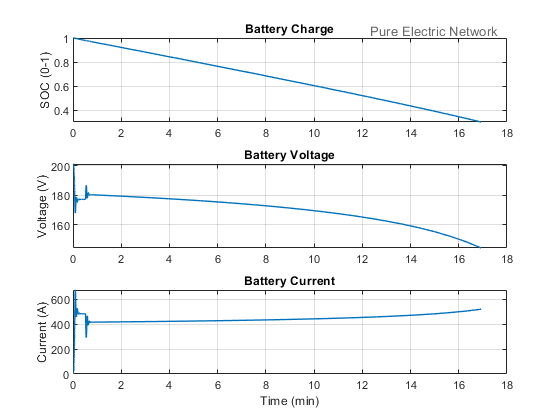 Battery Charge
Pure Electric Network
SOC (0-1)
1
0.8
0.6
0.4
0 2 4 6 8 10 12 14 16 18
Battery Voltage
Voltage (V)
200
180
160
0 2 4 6 8 10 12 14 16 18
Battery Current
Current (A)
600
400
200
0
0 2 4 6 8 10 12 14 16 18
Time (min)